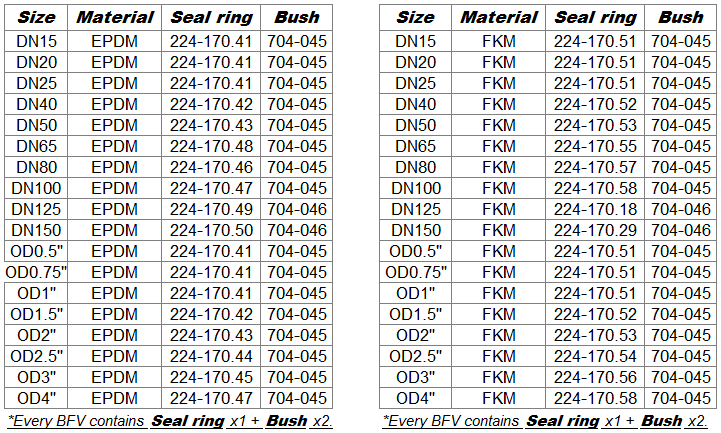 Size Material Seal ring Bush
DN15 EPDM 224-170.41 704-045
DN20 EPDM 224-170.41 704-045
DN25 EPDM 224-170.41 704-045
DN40 EPDM 224-170.42 704-045
DN50 EPDM 224-170.43 704-045
DN65 EPDM 224-170.48 704-045
DN80 EPDM 224-170.46 704-045
DN100 EPDM 224-170.47 704-045
DN125 EPDM 224-170.49 704-046
DN150 EPDM 224-170.50 704-046
OD0.5" EPDM 224-170.41 704-045
OD0.75" EPDM 224-170.41 704-045
OD1" EPDM 224-170.41 704-045
OD1.5" EPDM 224-170.42 704-045
OD2" EPDM 224-170.43 704-045
OD2.5" EPDM 224-170.44 704-045
OD3" EPDM 224-170.45 704-045
OD4" EPDM 224-170.47 704-045
*Every BFV contains Seal ring x1 + Bush x2.
Size Material Seal ring Bush
DN15 FKM 224-170.51 704-045
DN20 FKM 224-170.51 704-045
DN25 FKM 224-170.51 704-045
DN40 FKM 224-170.52 704-045
DN50 FKM 224-170.53 704-045
DN65 FKM 224-170.55 704-045
DN80 FKM 224-170.57 704-045
DN100 FKM 224-170.58 704-045
DN125 FKM 224-170.18 704-046
DN150 FKM 224-170.29 704-046
OD0.5" FKM 224-170.51 704-045
OD0.75" FKM 224-170.51 704-045
OD1" FKM 224-170.51 704-045
OD1.5" FKM 224-170.52 704-045
OD2" FKM 224-170.53 704-045
OD2.5" FKM 224-170.54 704-045
OD3" FKM 224-170.56 704-045
OD4" FKM 224-170.58 704-045
*Every BFV contains Seal ring x1 + Bush x2.